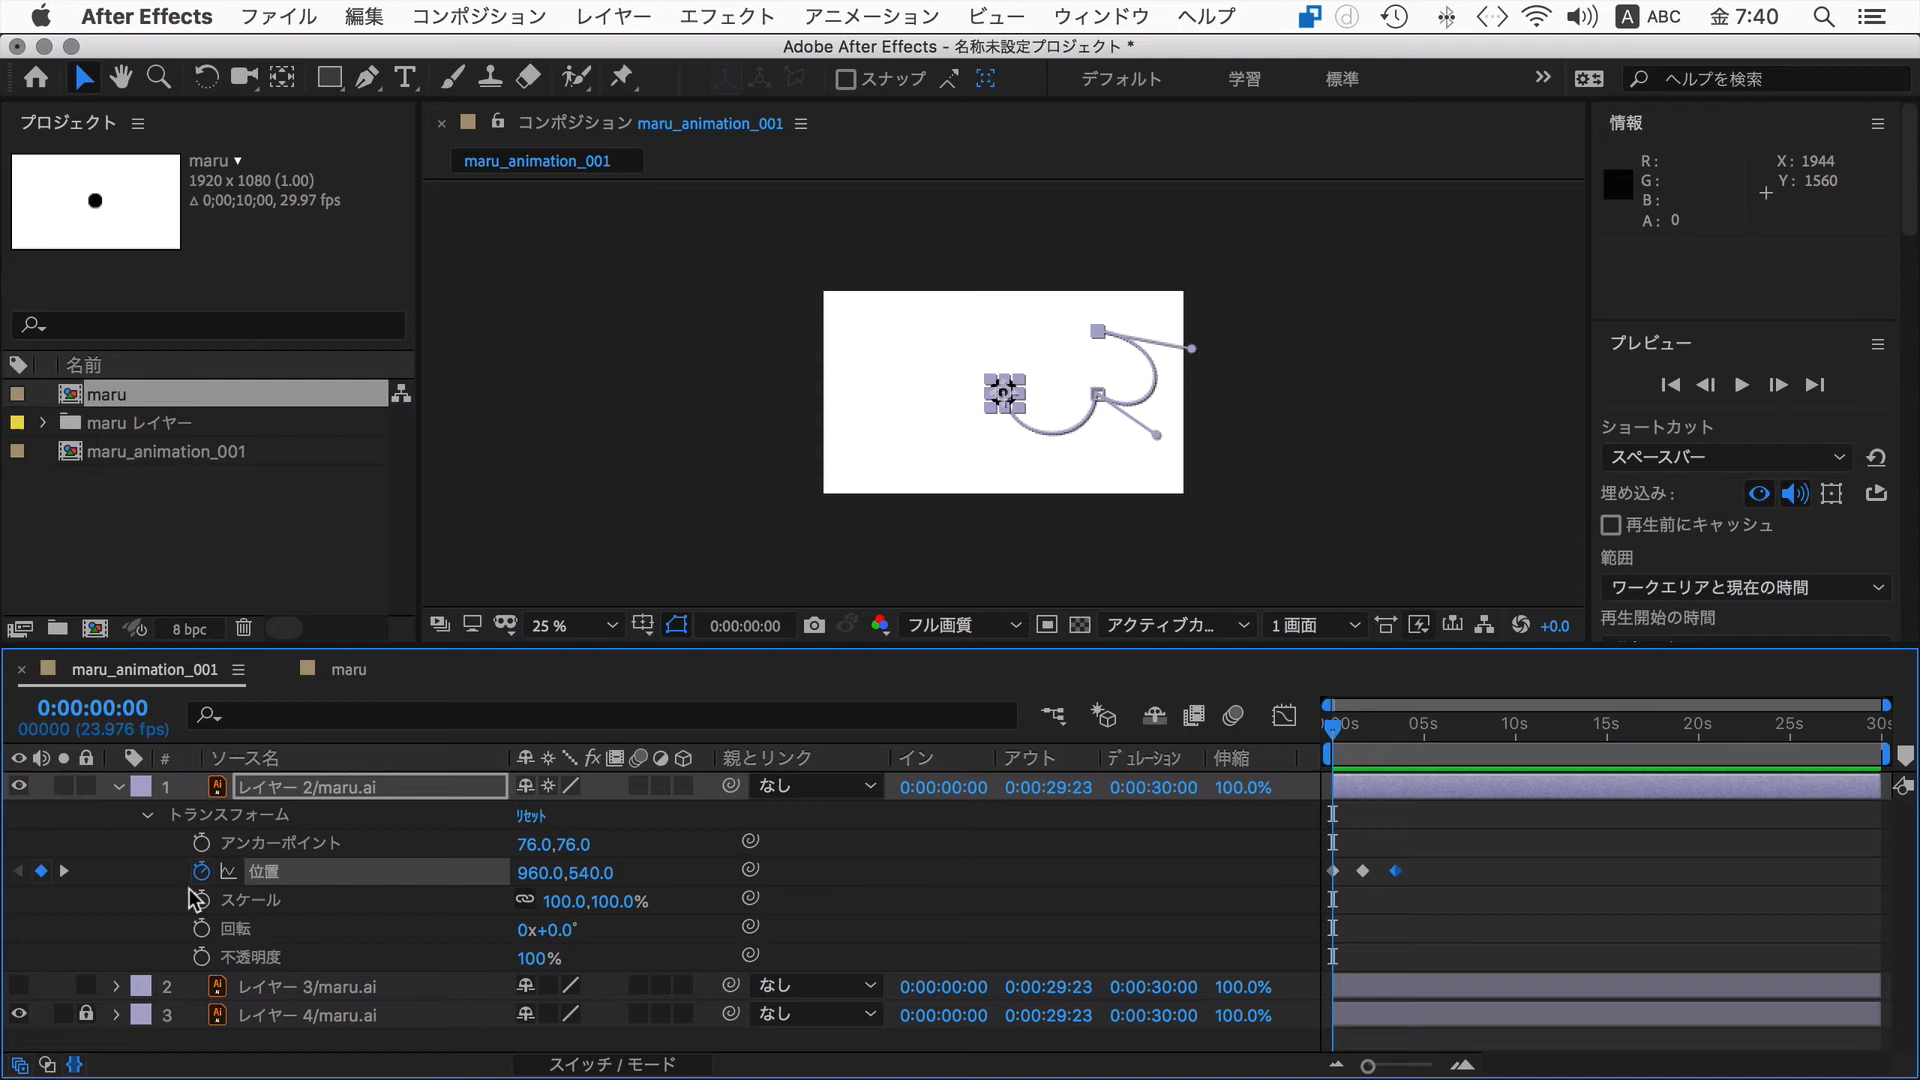 After Effects ファイル 編集 コンポジション レイヤー エフェクト アニメーション ビュー ウィンドウ ヘルプ A ABC 金 7:40
Adobe After Effects - 名称未設定プロジェクト *
スナップ デフォルト 学習 標準 ヘルプを検索
プロジェクト
maru
1920 x 1080 (1.00)
Δ 0;00;10;00, 29.97 fps
名前
maru
maru レイヤー
maru_animation_001
8 bpc
コンポジション maru_animation_001
maru_animation_001
25 %
0:00:00:00
フル画質
アクティブカ...
1 画面
+0.0
情報
R :
G :
B :
A : 0
X : 1944
Y : 1560
プレビュー
ショートカット
スペースバー
埋め込み :
再生前にキャッシュ
範囲
ワークエリアと現在の時間
再生開始の時間
maru_animation_001 maru
0:00:00:00
00000 (23.976 fps)
00s 05s 10s 15s 20s 25s 30s
# ソース名 fx 親とリンク イン アウト デュレーション 伸縮
1 Ai レイヤー 2/maru.ai なし 0:00:00:00 0:00:29:23 0:00:30:00 100.0%
トランスフォーム リセット
アンカーポイント 76.0,76.0
位置 960.0,540.0
スケール 100.0,100.0%
回転 0x+0.0°
不透明度 100%
2 Ai レイヤー 3/maru.ai なし 0:00:00:00 0:00:29:23 0:00:30:00 100.0%
3 Ai レイヤー 4/maru.ai なし 0:00:00:00 0:00:29:23 0:00:30:00 100.0%
スイッチ / モード